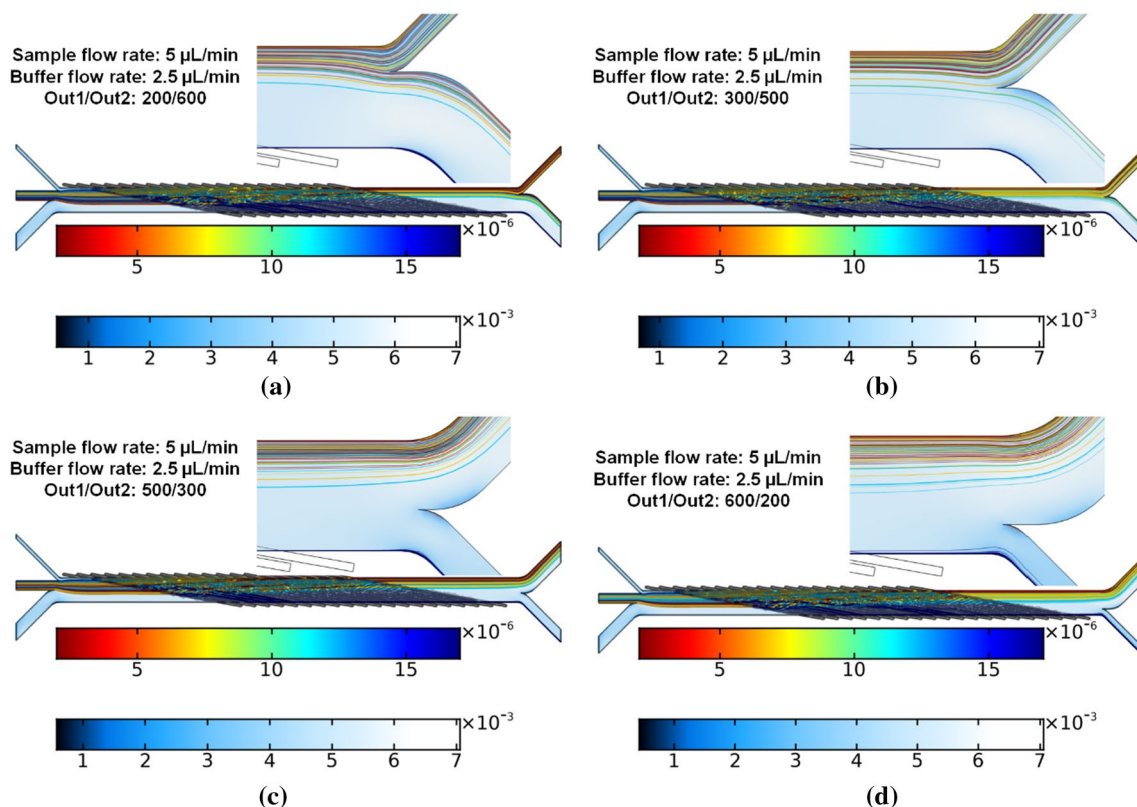 Sample flow rate: 5 µL/min
Buffer flow rate: 2.5 µL/min
Out1/Out2: 200/600
×10⁻⁶
5 10 15
×10⁻³
1 2 3 4 5 6 7
(a)
Sample flow rate: 5 µL/min
Buffer flow rate: 2.5 µL/min
Out1/Out2: 300/500
×10⁻⁶
5 10 15
×10⁻³
1 2 3 4 5 6 7
(b)
Sample flow rate: 5 µL/min
Buffer flow rate: 2.5 µL/min
Out1/Out2: 500/300
×10⁻⁶
5 10 15
×10⁻³
1 2 3 4 5 6 7
(c)
Sample flow rate: 5 µL/min
Buffer flow rate: 2.5 µL/min
Out1/Out2: 600/200
×10⁻⁶
5 10 15
×10⁻³
1 2 3 4 5 6 7
(d)